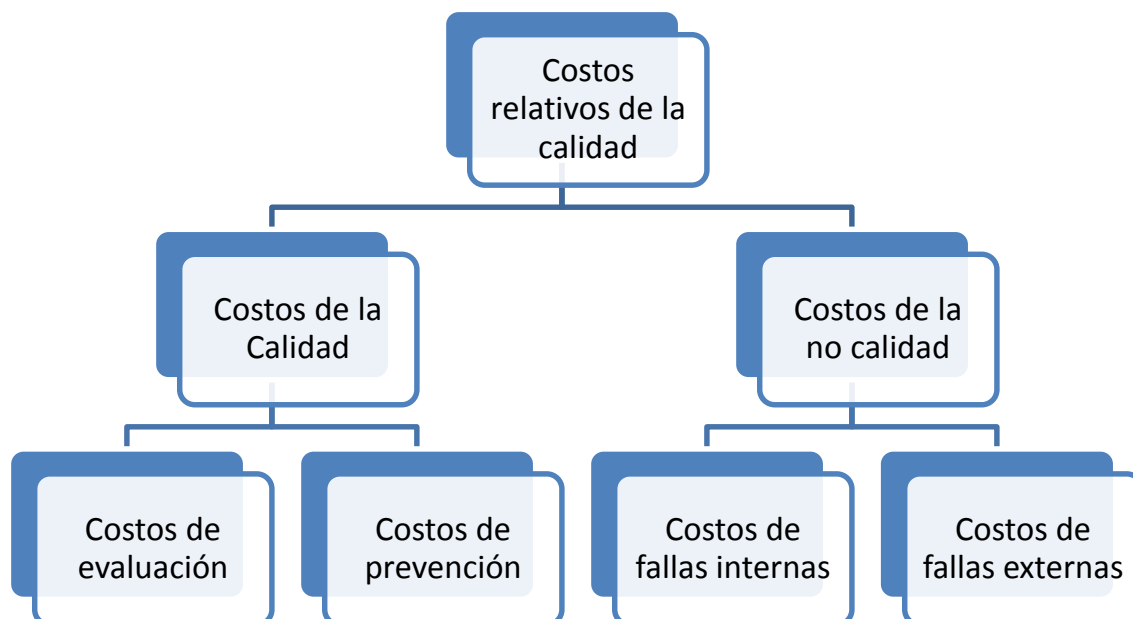 Costos
relativos de la
calidad
Costos de la
Calidad
Costos de la
no calidad
Costos de
evaluación
Costos de
prevención
Costos de
fallas internas
Costos de
fallas externas